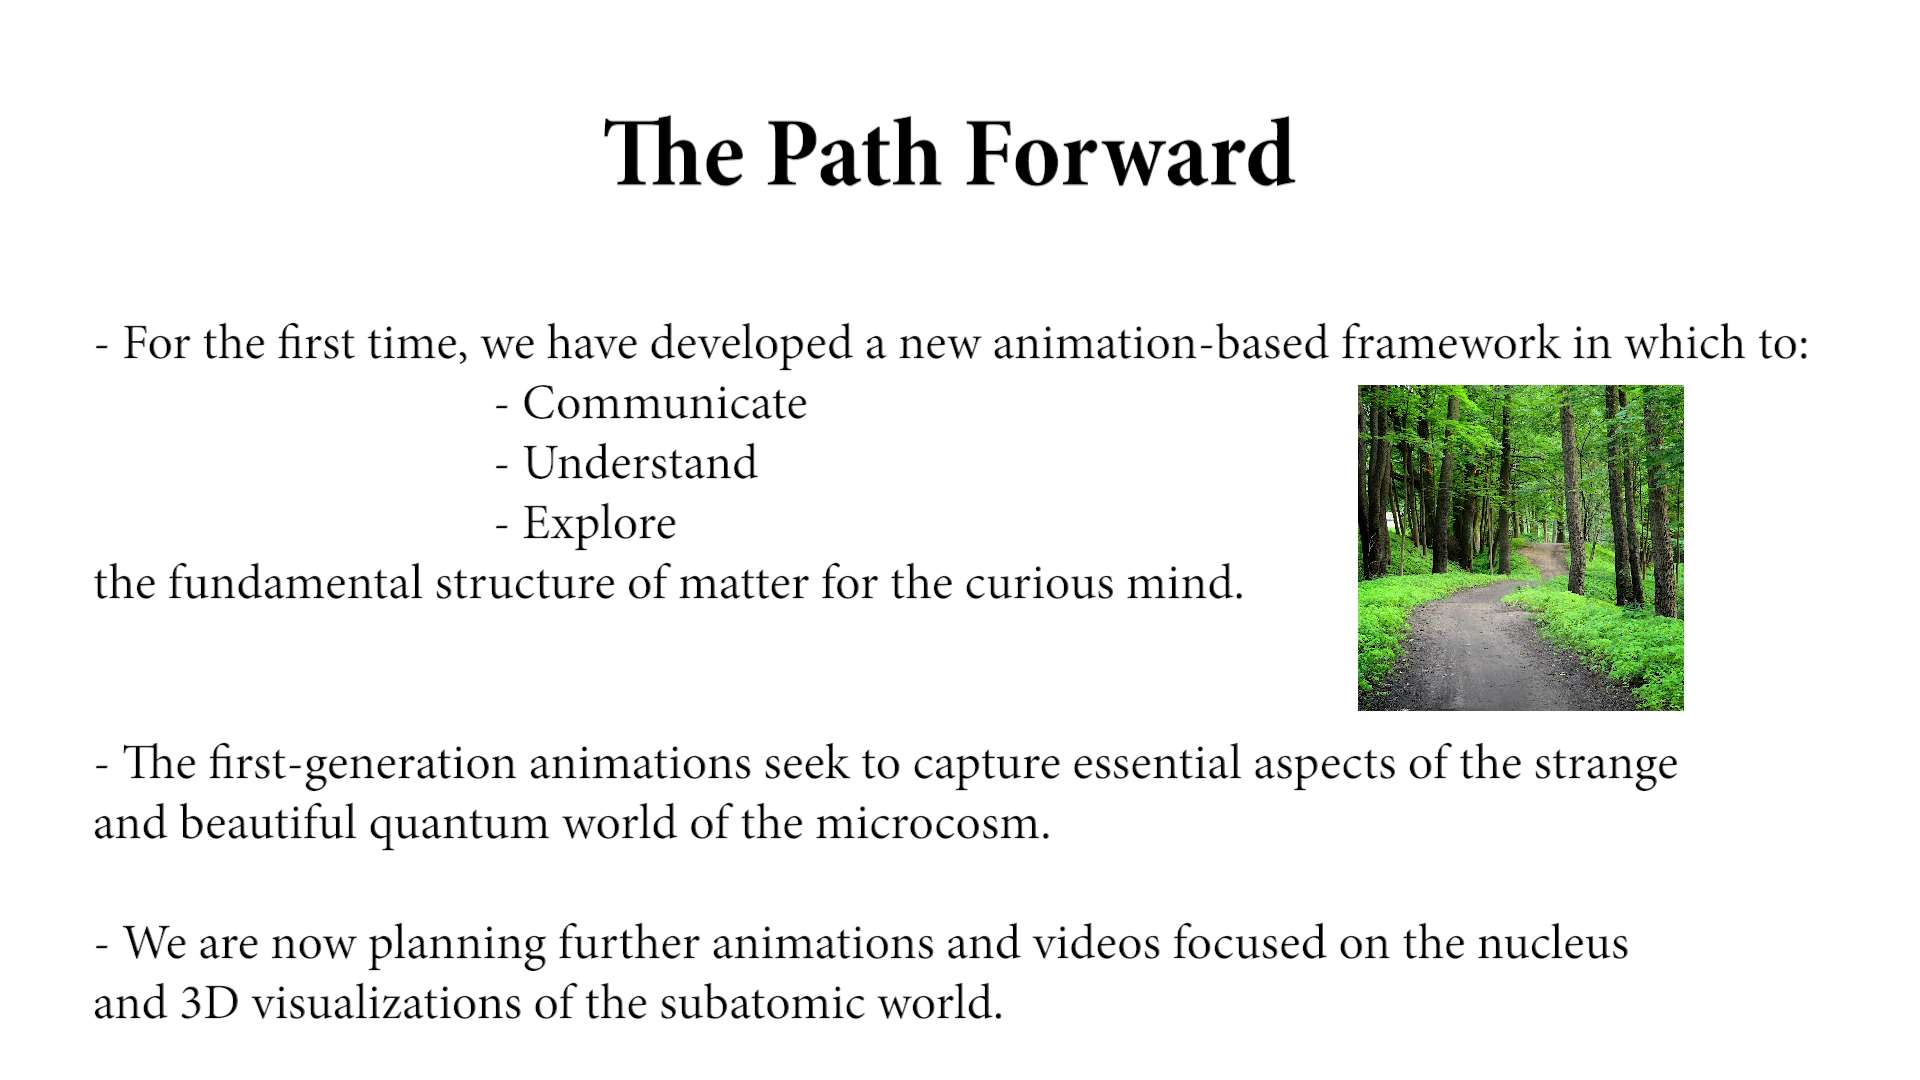 The Path Forward
- For the first time, we have developed a new animation-based framework in which to:
- Communicate
- Understand
- Explore
the fundamental structure of matter for the curious mind.
- The first-generation animations seek to capture essential aspects of the strange
and beautiful quantum world of the microcosm.
- We are now planning further animations and videos focused on the nucleus
and 3D visualizations of the subatomic world.